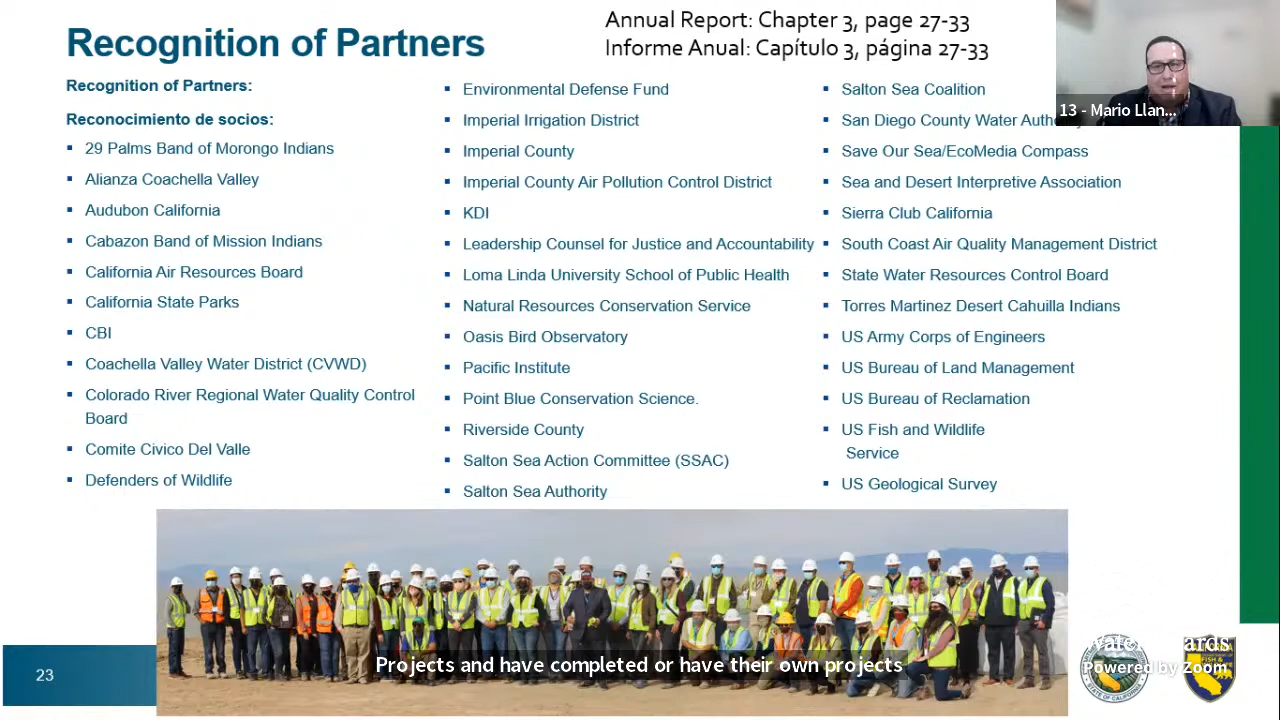 Recognition of Partners
Annual Report: Chapter 3, page 27-33
Informe Anual: Capítulo 3, página 27-33
Recognition of Partners:
Reconocimiento de socios:
29 Palms Band of Morongo Indians
Alianza Coachella Valley
Audubon California
Cabazon Band of Mission Indians
California Air Resources Board
California State Parks
CBI
Coachella Valley Water District (CVWD)
Colorado River Regional Water Quality Control
Board
Comite Civico Del Valle
Defenders of Wildlife
Environmental Defense Fund
Imperial Irrigation District
Imperial County
Imperial County Air Pollution Control District
KDI
Leadership Counsel for Justice and Accountability
Loma Linda University School of Public Health
Natural Resources Conservation Service
Oasis Bird Observatory
Pacific Institute
Point Blue Conservation Science.
Riverside County
Salton Sea Action Committee (SSAC)
Salton Sea Authority
Salton Sea Coalition
San Diego County Water
Save Our Sea/EcoMedia Compass
Sea and Desert Interpretive Association
Sierra Club California
South Coast Air Quality Management District
State Water Resources Control Board
Torres Martinez Desert Cahuilla Indians
US Army Corps of Engineers
US Bureau of Land Management
US Bureau of Reclamation
US Fish and Wildlife
Service
US Geological Survey
13 - Mario Llan...
23
Projects and have completed or have their own projects
Powered by Zoom
STATE OF CALIFORNIA
FISH &